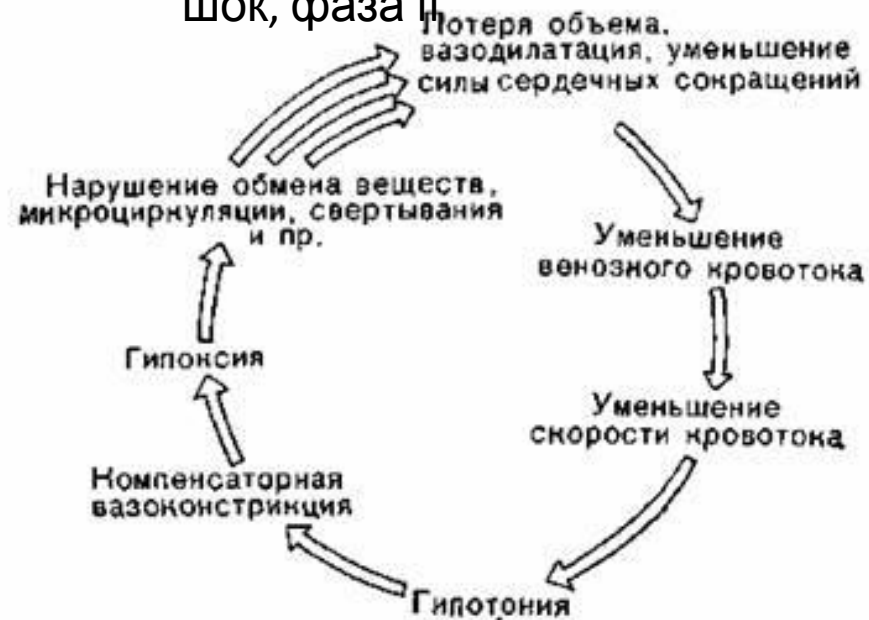 шок, фаза II
Потеря объема,
вазодилатация, уменьшение
силы сердечных сокращений
Уменьшение
венозного кровотока
Уменьшение
скорости кровотока
Гипотония
Компенсаторная
вазоконстрикция
Гипоксия
Нарушение обмена веществ,
микроциркуляции, свертывания
и пр.